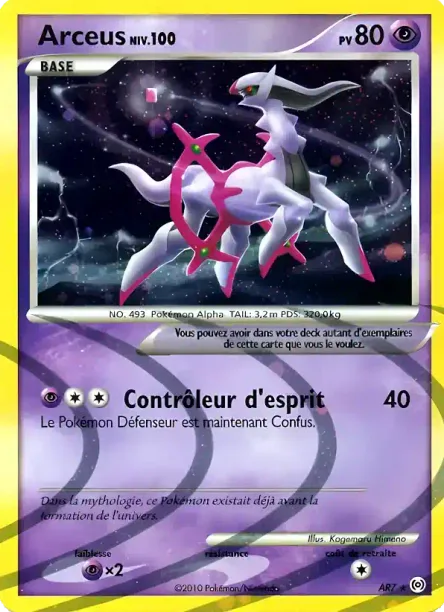 Arceus NIV.100
PV 80
BASE
NO. 493 Pokémon Alpha TAIL: 3,2m PDS: 320,0kg
Vous pouvez avoir dans votre deck autant d'exemplaires
de cette carte que vous le voulez.
Contrôleur d'esprit 40
Le Pokémon Défenseur est maintenant Confus.
Dans la mythologie, ce Pokémon existait déjà avant la
formation de l'univers.
Illus. Kagemaru Himeno
faiblesse résistance coût de retraite
×2
©2010 Pokémon/Nintendo
AR7